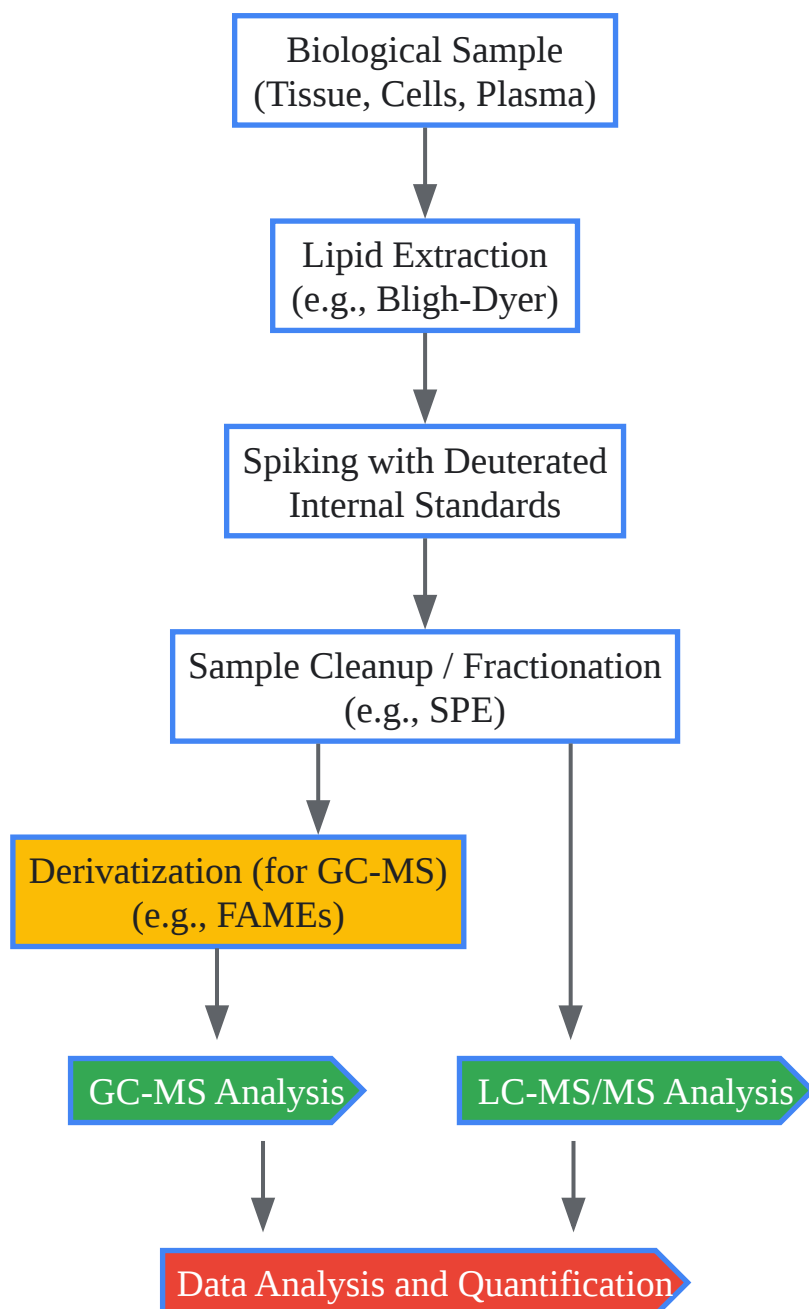 Biological Sample
(Tissue, Cells, Plasma)
Lipid Extraction
(e.g., Bligh-Dyer)
Spiking with Deuterated
Internal Standards
Sample Cleanup / Fractionation
(e.g., SPE)
Derivatization (for GC-MS)
(e.g., FAMEs)
GC-MS Analysis
LC-MS/MS Analysis
Data Analysis and Quantification